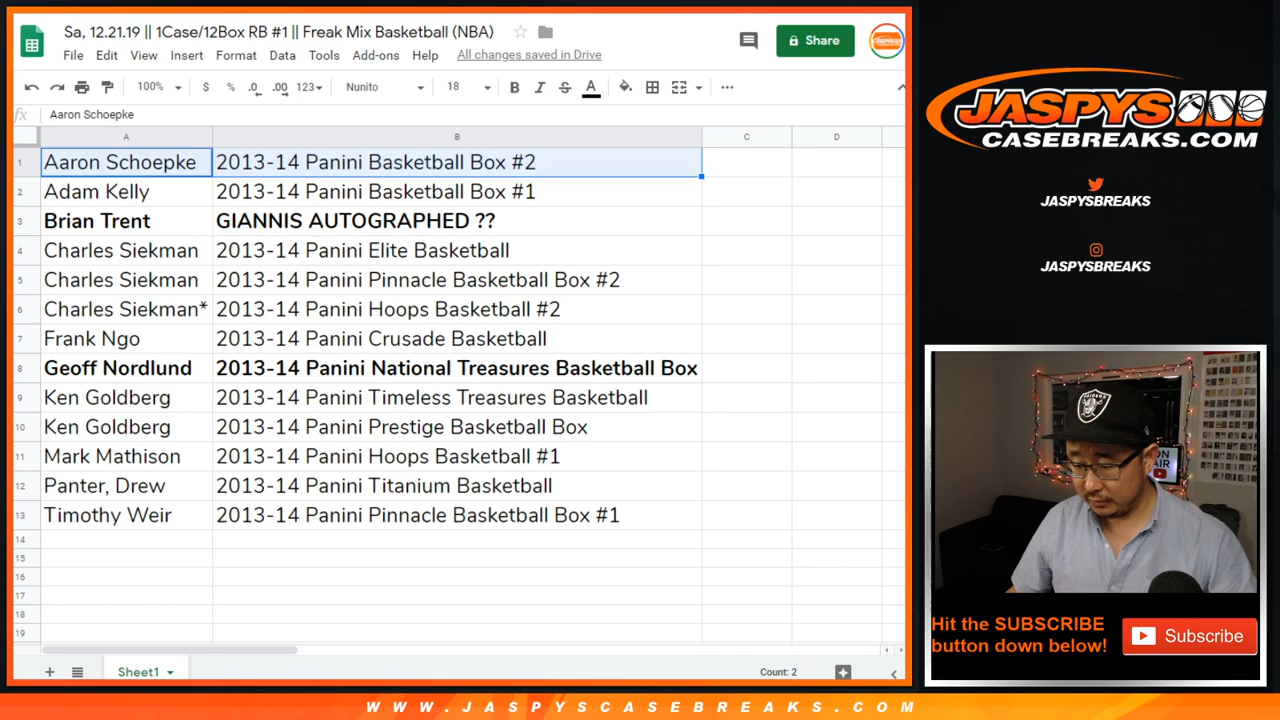 Sa, 12.21.19 || 1Case/12Box RB #1 || Freak Mix Basketball (NBA)
File Edit View Insert Format Data Tools Add-ons Help All changes saved in Drive
Share
100% $ % .0 .00 123 Nunito 18 B I S A
fx Aaron Schoepke
A B C D
1 Aaron Schoepke 2013-14 Panini Basketball Box #2
2 Adam Kelly 2013-14 Panini Basketball Box #1
3 Brian Trent GIANNIS AUTOGRAPHED ??
4 Charles Siekman 2013-14 Panini Elite Basketball
5 Charles Siekman 2013-14 Panini Pinnacle Basketball Box #2
6 Charles Siekman* 2013-14 Panini Hoops Basketball #2
7 Frank Ngo 2013-14 Panini Crusade Basketball
8 Geoff Nordlund 2013-14 Panini National Treasures Basketball Box
9 Ken Goldberg 2013-14 Panini Timeless Treasures Basketball
10 Ken Goldberg 2013-14 Panini Prestige Basketball Box
11 Mark Mathison 2013-14 Panini Hoops Basketball #1
12 Panter, Drew 2013-14 Panini Titanium Basketball
13 Timothy Weir 2013-14 Panini Pinnacle Basketball Box #1
14
15
16
17
18
19
Sheet1
Count: 2
JASPYS
CASEBREAKS.COM
JASPYSBREAKS
JASPYSBREAKS
RAIDERS
ON
AIR
Hit the SUBSCRIBE
button down below!
Subscribe
WWW.JASPYSCASEBREAKS.COM